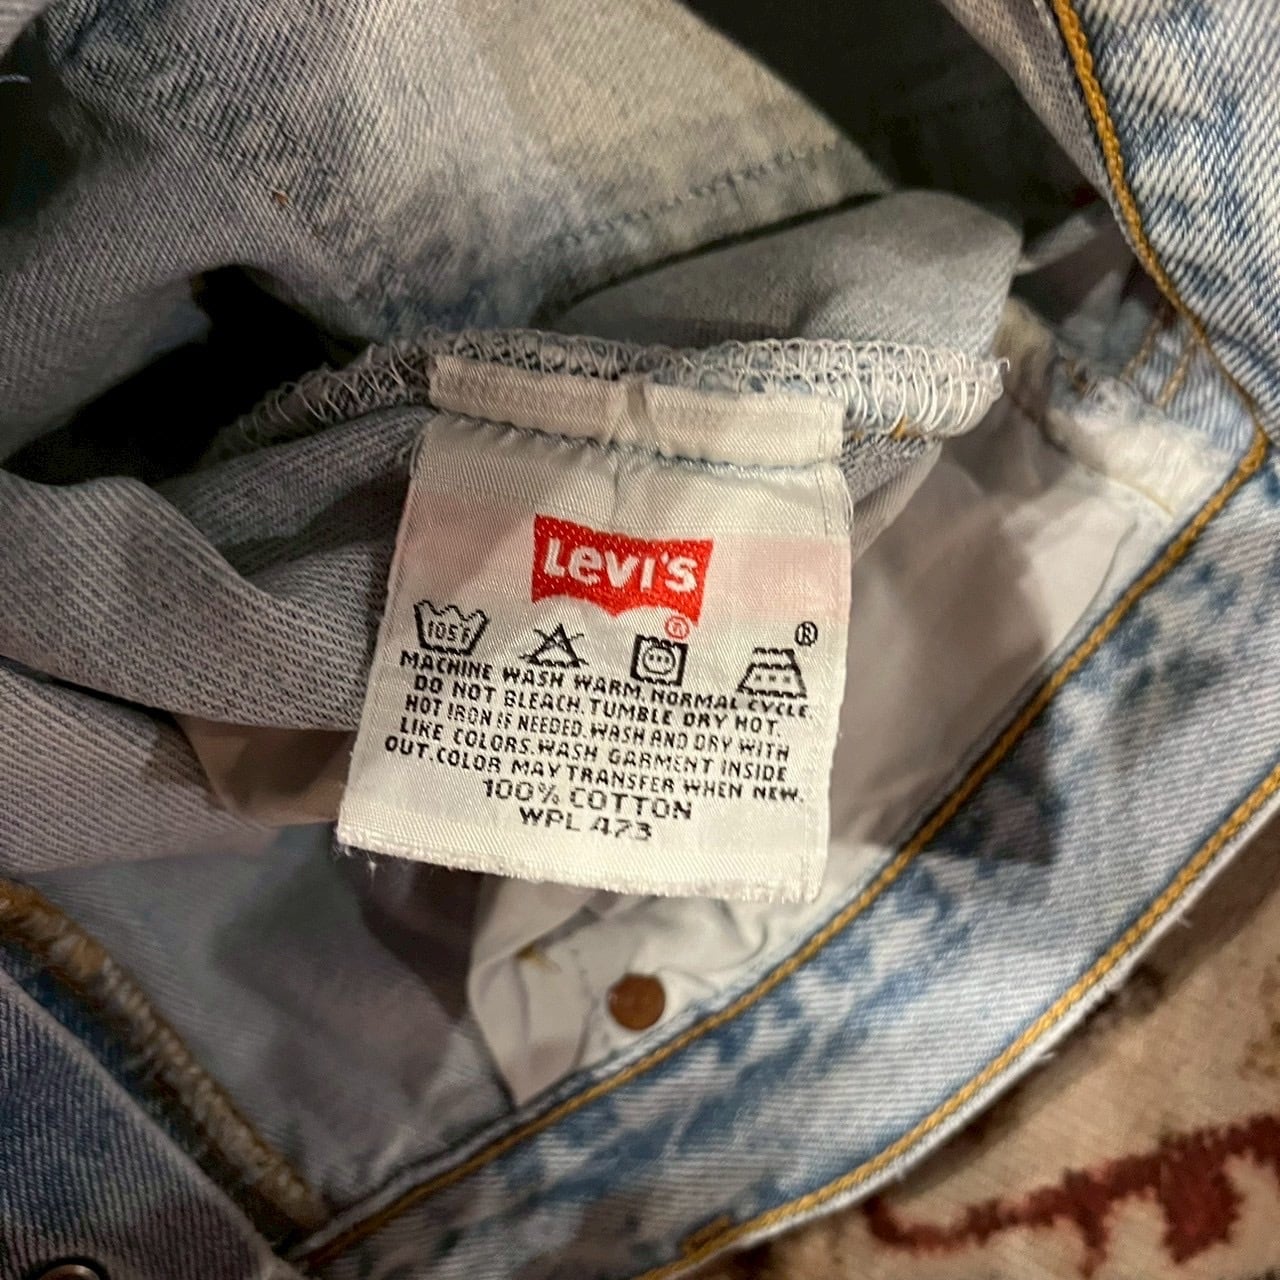 Levi's
®
®
105F
MACHINE WASH WARM. NORMAL CYCLE.
DO NOT BLEACH. TUMBLE DRY HOT.
HOT IRON IF NEEDED. WASH AND DRY WITH
LIKE COLORS. WASH GARMENT INSIDE
OUT. COLOR MAY TRANSFER WHEN NEW.
100% COTTON
WPL 423